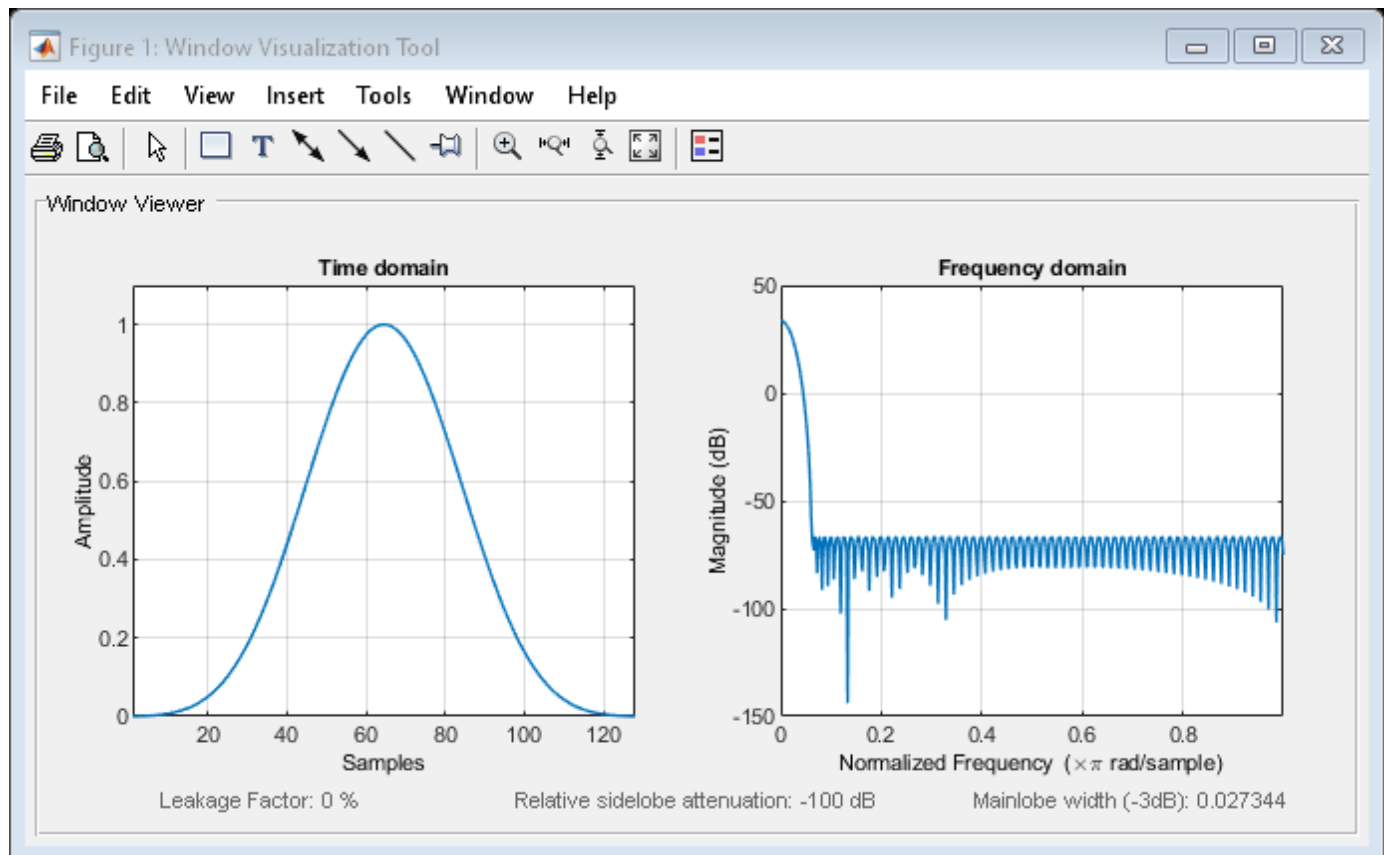 Figure 1: Window Visualization Tool
File Edit View Insert Tools Window Help
T
Window Viewer
Time domain
1
0.8
0.6
0.4
0.2
0
20 40 60 80 100 120
Amplitude
Samples
Frequency domain
50
0
-50
-100
-150
0 0.2 0.4 0.6 0.8
Magnitude (dB)
Normalized Frequency (×π rad/sample)
Leakage Factor: 0 % Relative sidelobe attenuation: -100 dB Mainlobe width (-3dB): 0.027344